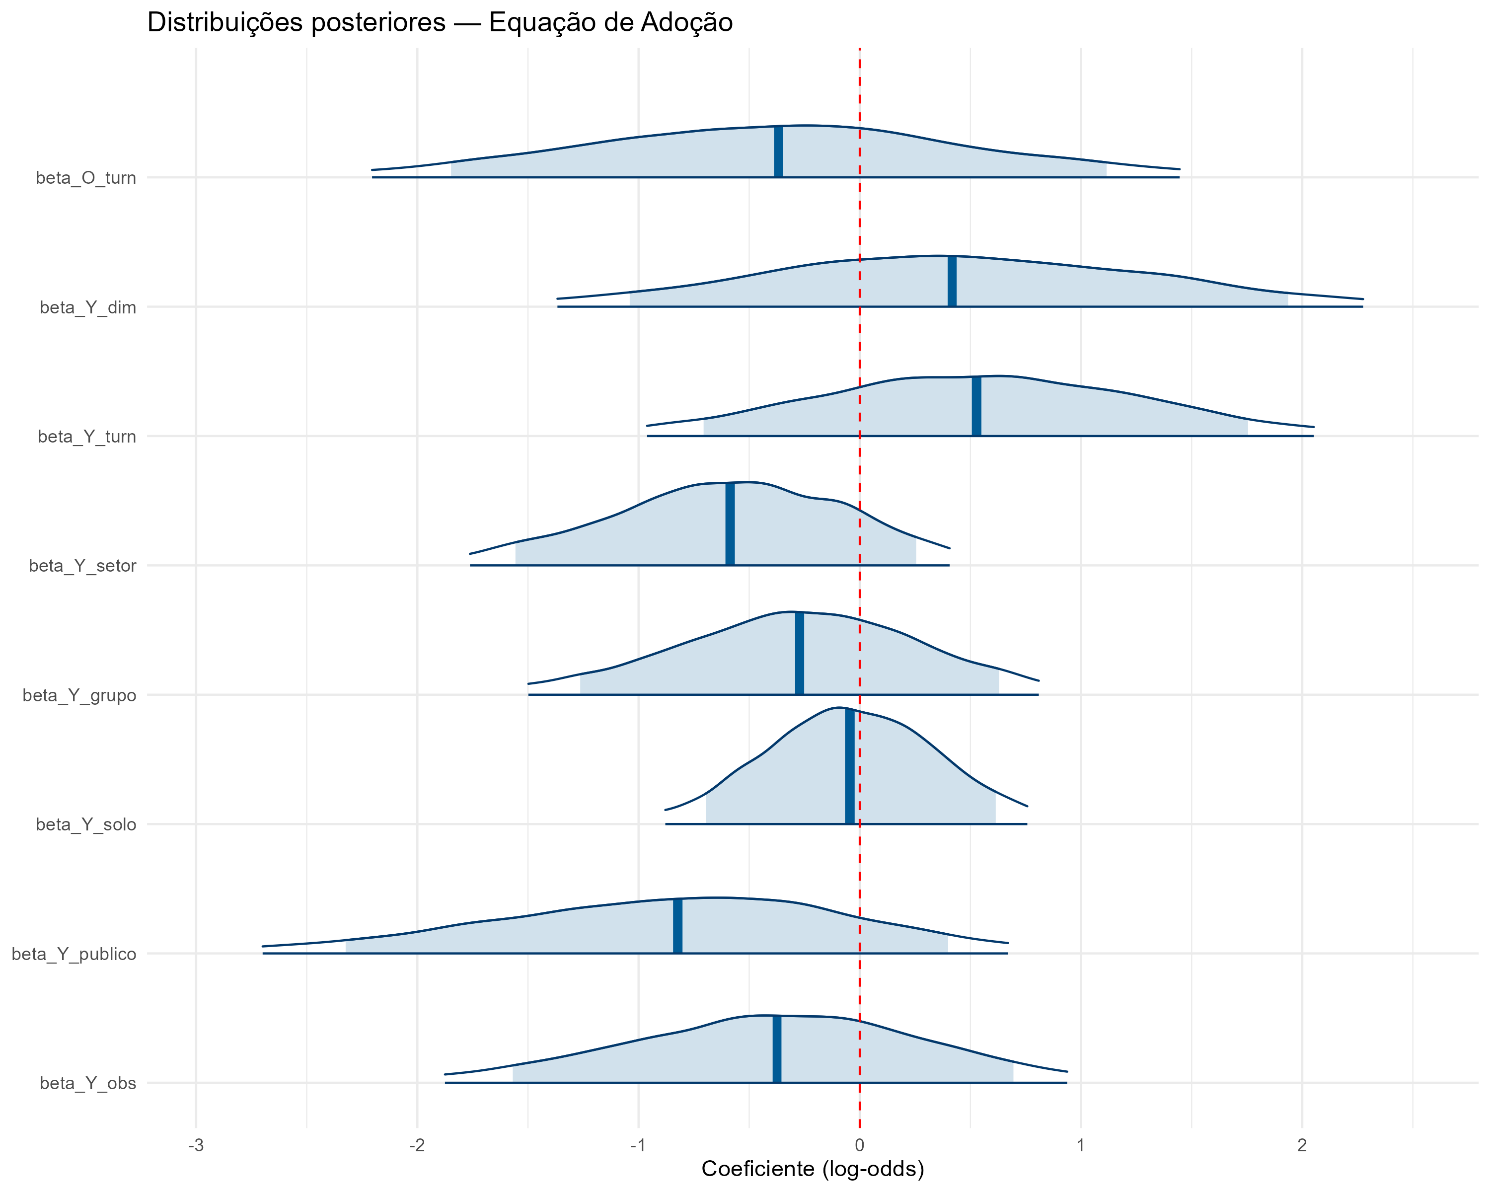 Distribuições posteriores — Equação de Adoção
beta_O_turn
beta_Y_dim
beta_Y_turn
beta_Y_setor
beta_Y_grupo
beta_Y_solo
beta_Y_publico
beta_Y_obs
-3 -2 -1 0 1 2
Coeficiente (log-odds)